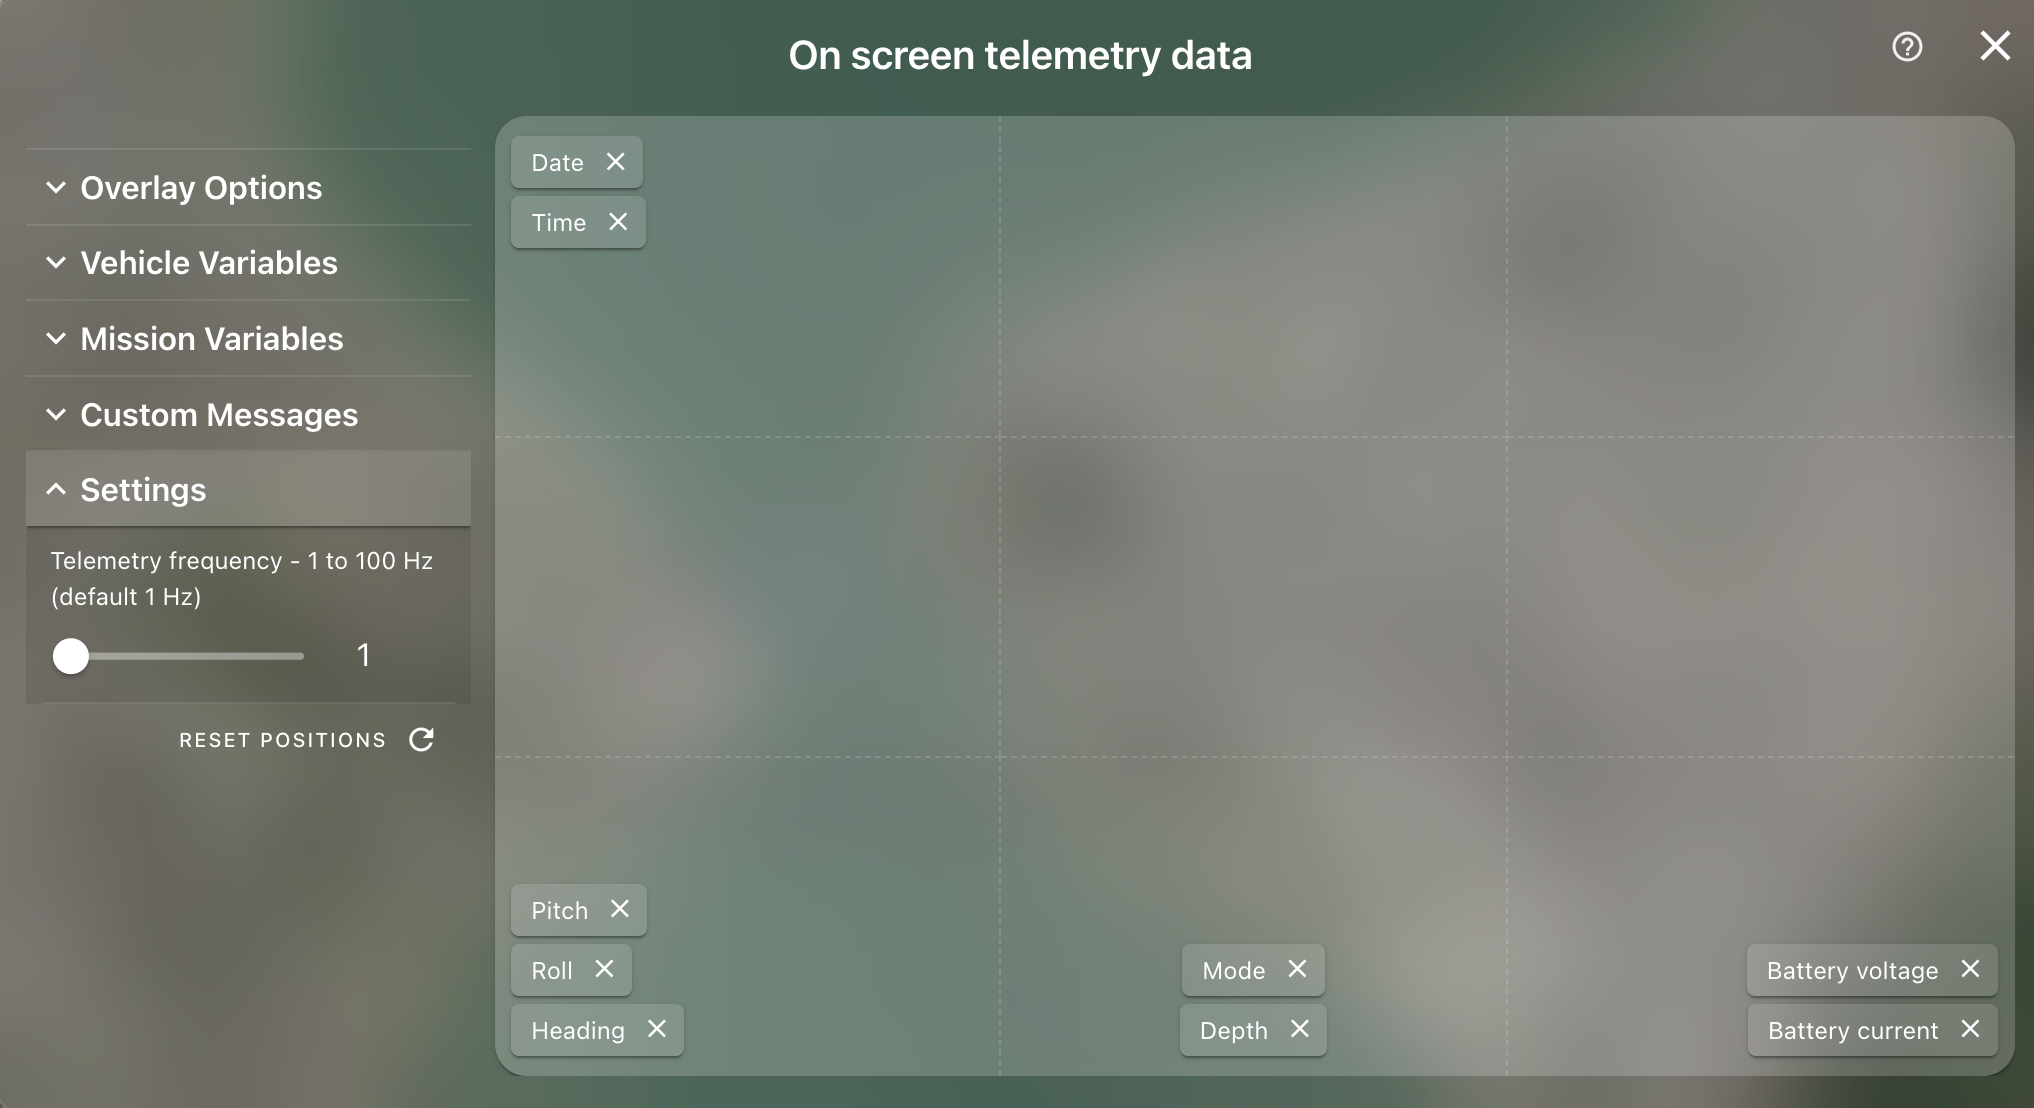 On screen telemetry data
Overlay Options
Vehicle Variables
Mission Variables
Custom Messages
Settings
Telemetry frequency - 1 to 100 Hz
(default 1 Hz)
1
RESET POSITIONS
Date
Time
Pitch
Roll
Heading
Mode
Depth
Battery voltage
Battery current